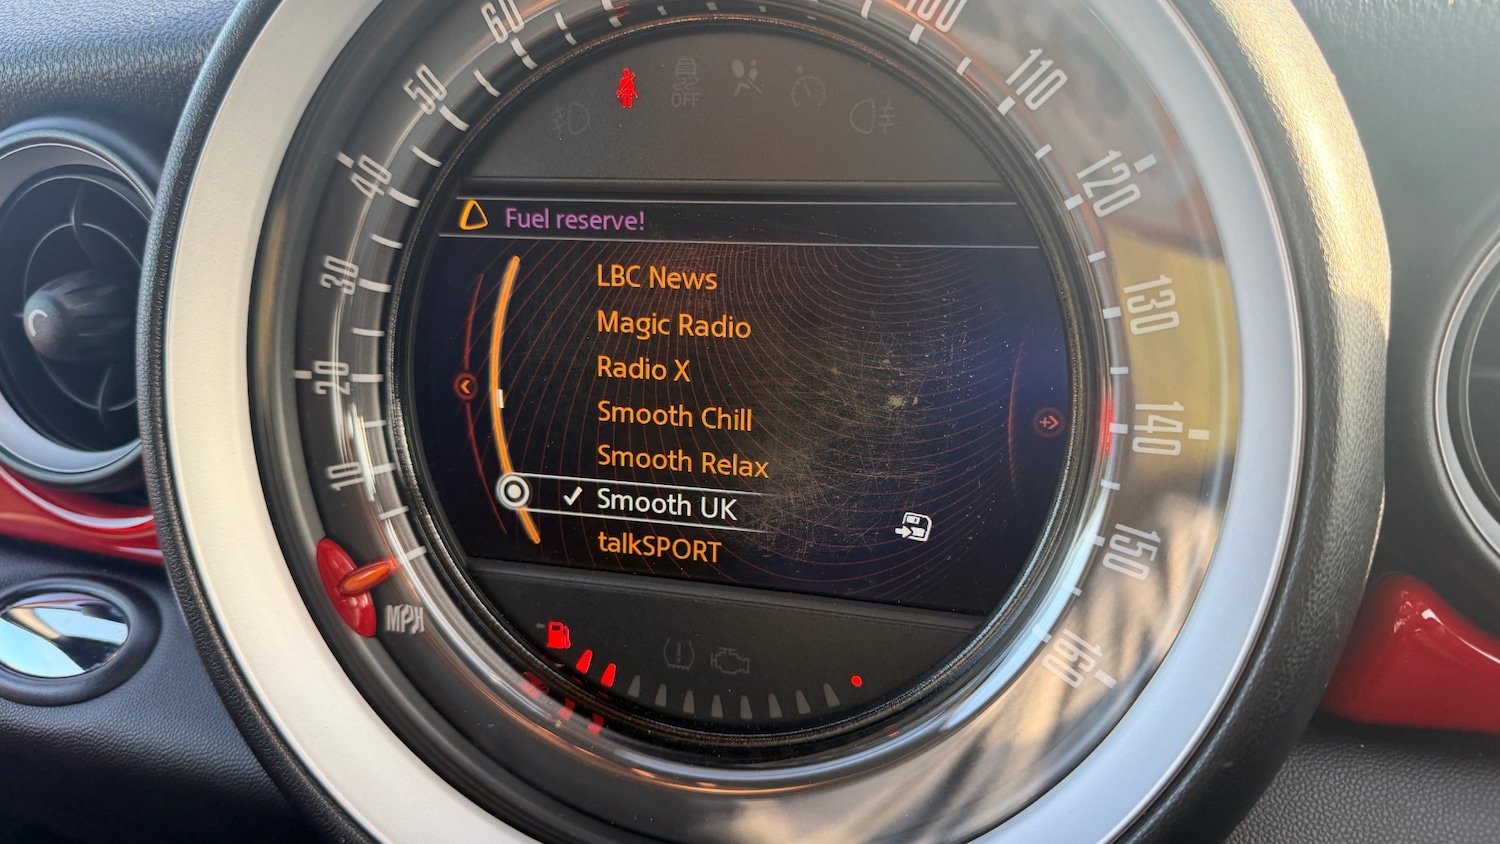 60
100
50
110
OFF
40
120
Fuel reserve!
LBC News
30
Magic Radio
130
Radio X
20
Smooth Chill
140
Smooth Relax
10
Smooth UK
talkSPORT
150
MPH
160